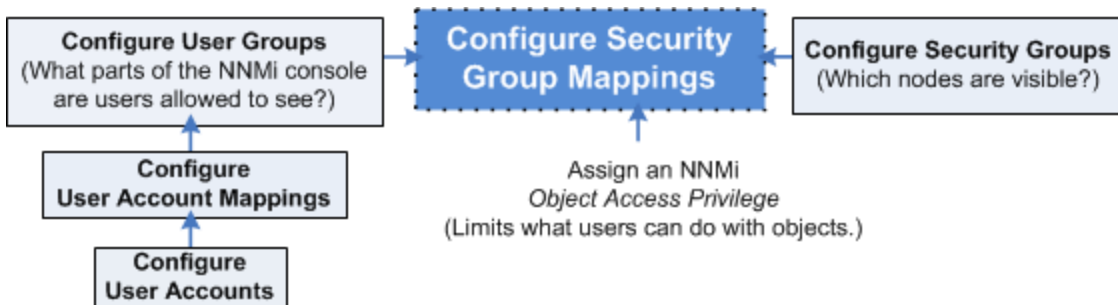 Configure User Groups
(What parts of the NNMi console
are users allowed to see?)
Configure Security
Group Mappings
Configure Security Groups
(Which nodes are visible?)
Configure
User Account Mappings
Assign an NNMi
Object Access Privilege
(Limits what users can do with objects.)
Configure
User Accounts